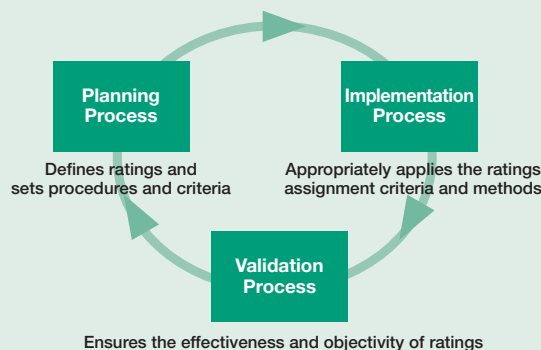 Planning
Process
Implementation
Process
Defines ratings and
sets procedures and criteria
Appropriately applies the ratings
assignment criteria and methods
Validation
Process
Ensures the effectiveness and objectivity of ratings